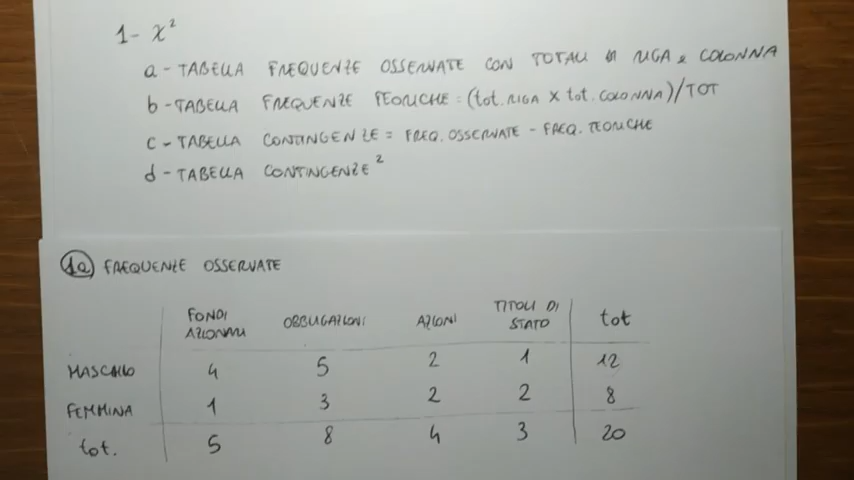 1- χ²
a - TABELLA FREQUENZE OSSERVATE CON TOTALI in RIGA e COLONNA
b - TABELLA FREQUENZE TEORICHE = (tot. RIGA x tot. COLONNA)/TOT
c - TABELLA CONTINGENZE = FREQ. OSSERVATE - FREQ. TEORICHE
d - TABELLA CONTINGENZE²
1a FREQUENZE OSSERVATE
FONDI AZIONARI OBBLIGAZIONI AZIONI TITOLI DI STATO tot
MASCHIO 4 5 2 1 12
FEMMINA 1 3 2 2 8
tot. 5 8 4 3 20